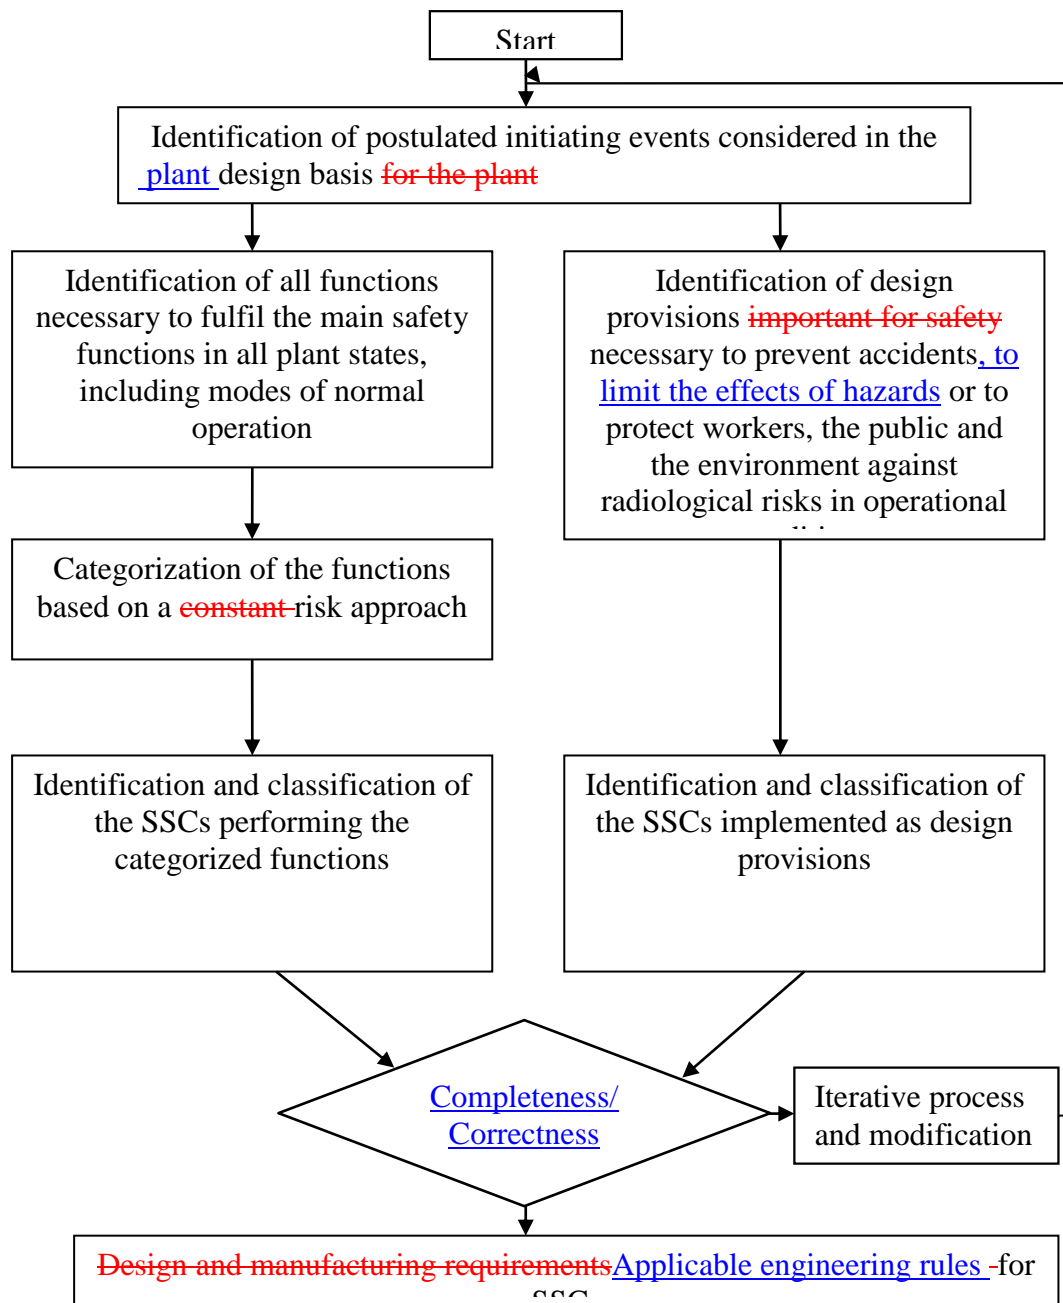 Start
Identification of postulated initiating events considered in the
plant design basis for the plant
Identification of all functions
necessary to fulfil the main safety
functions in all plant states,
including modes of normal
operation
Identification of design
provisions important for safety
necessary to prevent accidents, to
limit the effects of hazards or to
protect workers, the public and
the environment against
radiological risks in operational
Categorization of the functions
based on a constant risk approach
Identification and classification of
the SSCs performing the
categorized functions
Identification and classification of
the SSCs implemented as design
provisions
Completeness/
Correctness
Iterative process
and modification
Design and manufacturing requirementsApplicable engineering rules -for